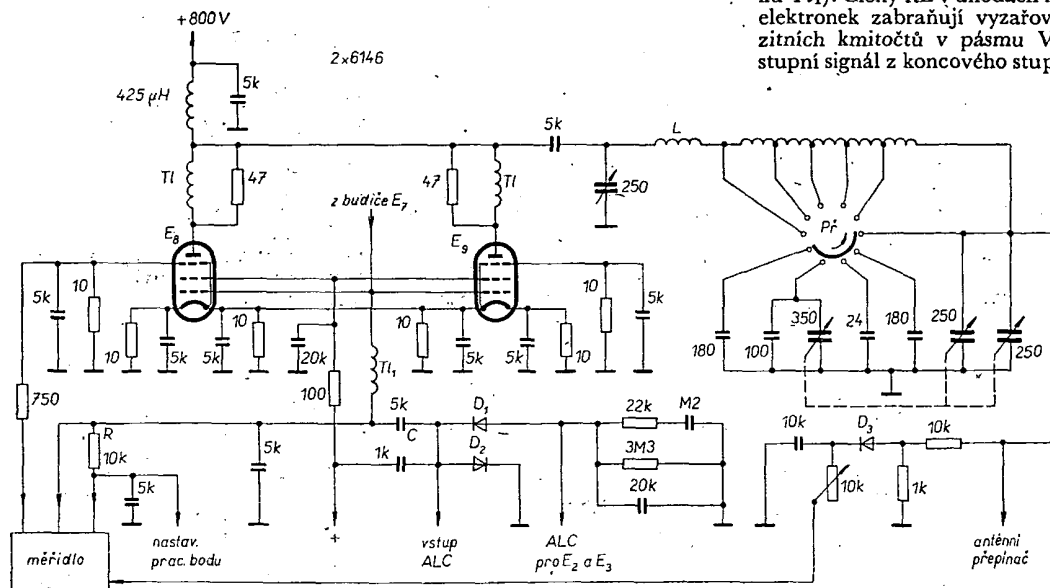 elektronek zabraňují vyzařov
zitních kmitočtů v pásmu V
stupní signál z koncového stup
+800V
2×6146
5k
425 µH
5k
L
Tl
47
47
Tl
250
z budiče E7
E8
E9
Př
5k
10
10
5k
10
5k
5k
10
20k
100
10
5k
5k
10
180
100
350
24
180
250
250
750
Tl1
R
10k
5k
5k
C
D1
22k
M2
10k
D3
10k
5k
1k
D2
3M3
20k
10k
1k
měřidlo
nastav.
prac. bodu
+
vstup
ALC
ALC
pro E2 a E3
anténní
přepínač